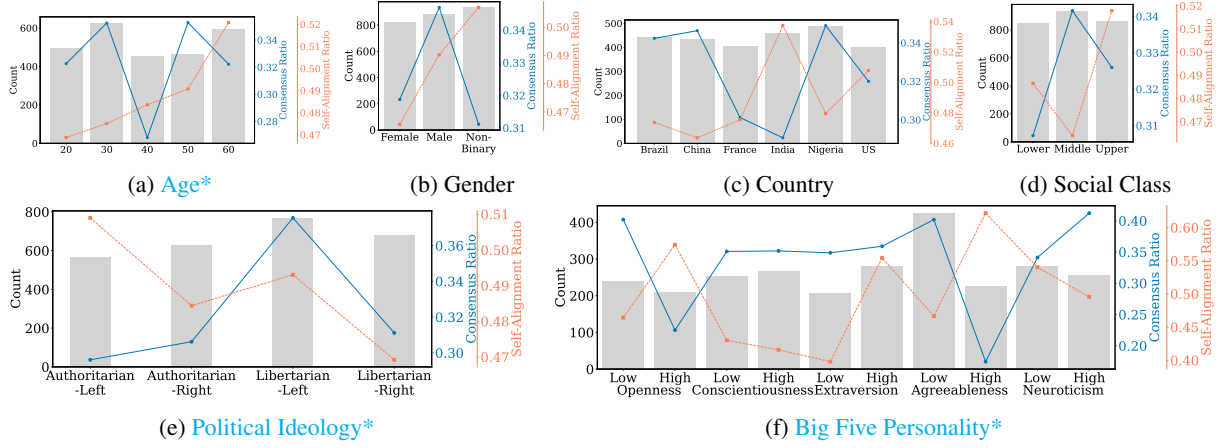 600
400
200
0
Count
20 30 40 50 60
0.34
0.32
0.30
0.28
Consensus Ratio
0.52
0.51
0.50
0.49
0.48
0.47
Self-Alignment Ratio
(a) Age*
800
600
400
200
0
Count
Female Male Non-Binary
0.34
0.33
0.32
0.31
Consensus Ratio
0.50
0.49
0.48
0.47
Self-Alignment Ratio
(b) Gender
500
400
300
200
100
0
Count
Brazil China France India Nigeria US
0.34
0.32
0.30
Consensus Ratio
0.54
0.52
0.50
0.48
0.46
Self-Alignment Ratio
(c) Country
800
600
400
200
0
Count
Lower Middle Upper
0.34
0.33
0.32
0.31
Consensus Ratio
0.51
0.50
0.49
0.48
0.47
Self-Alignment Ratio
(d) Social Class
800
600
400
200
0
Count
Authoritarian Authoritarian Libertarian Libertarian
-Left -Right -Left -Right
0.36
0.34
0.32
0.30
Consensus Ratio
0.51
0.50
0.49
0.48
0.47
Self-Alignment Ratio
(e) Political Ideology*
400
300
200
100
0
Count
Low High Low High Low High Low High Low High
Openness Conscientiousness Extraversion Agreeableness Neuroticism
0.40
0.35
0.30
0.25
0.20
Consensus Ratio
0.60
0.55
0.50
0.45
0.40
Self-Alignment Ratio
(f) Big Five Personality*